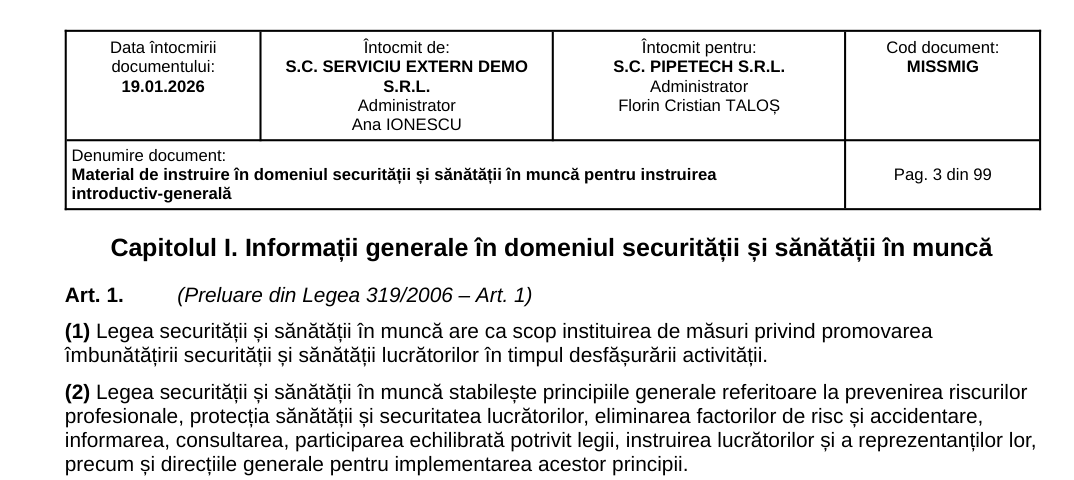 Data întocmirii
documentului:
19.01.2026
Întocmit de:
S.C. SERVICIU EXTERN DEMO
S.R.L.
Administrator
Ana IONESCU
Întocmit pentru:
S.C. PIPETECH S.R.L.
Administrator
Florin Cristian TALOȘ
Cod document:
MISSMIG
Denumire document:
Material de instruire în domeniul securității și sănătății în muncă pentru instruirea
introductiv-generală
Pag. 3 din 99
Capitolul I. Informații generale în domeniul securității și sănătății în muncă
Art. 1. (Preluare din Legea 319/2006 – Art. 1)
(1) Legea securității și sănătății în muncă are ca scop instituirea de măsuri privind promovarea
îmbunătățirii securității și sănătății lucrătorilor în timpul desfășurării activității.
(2) Legea securității și sănătății în muncă stabilește principiile generale referitoare la prevenirea riscurilor
profesionale, protecția sănătății și securitatea lucrătorilor, eliminarea factorilor de risc și accidentare,
informarea, consultarea, participarea echilibrată potrivit legii, instruirea lucrătorilor și a reprezentanților lor,
precum și direcțiile generale pentru implementarea acestor principii.